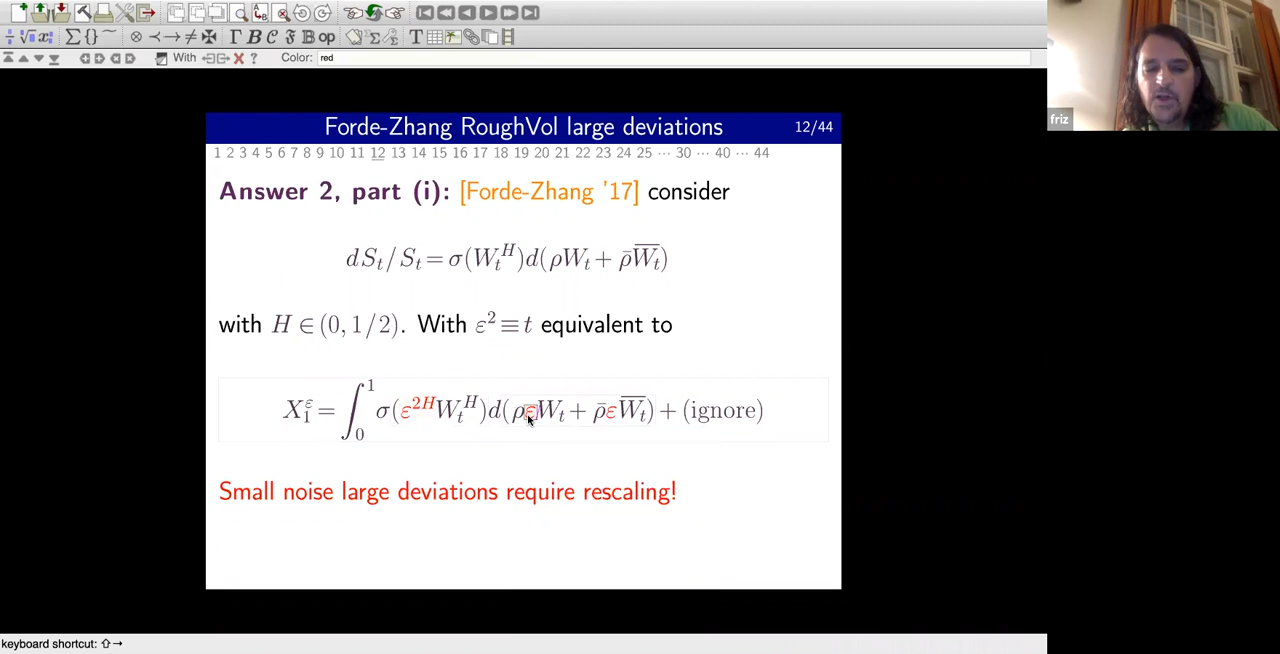 With
Color:
red
friz
Forde-Zhang RoughVol large deviations 12/44
1 2 3 4 5 6 7 8 9 10 11 12 13 14 15 16 17 18 19 20 21 22 23 24 25 ··· 30 ··· 40 ··· 44
Answer 2, part (i): [Forde-Zhang '17] consider
dS_t/S_t = σ(W_t^H)d(ρW_t + ρ̄W̄_t)
with H ∈ (0, 1/2). With ε² ≡ t equivalent to
X_1^ε = ∫_0^1 σ(ε^{2H}W_t^H)d(ρεW_t + ρ̄εW̄_t) + (ignore)
Small noise large deviations require rescaling!
keyboard shortcut: ⇧→